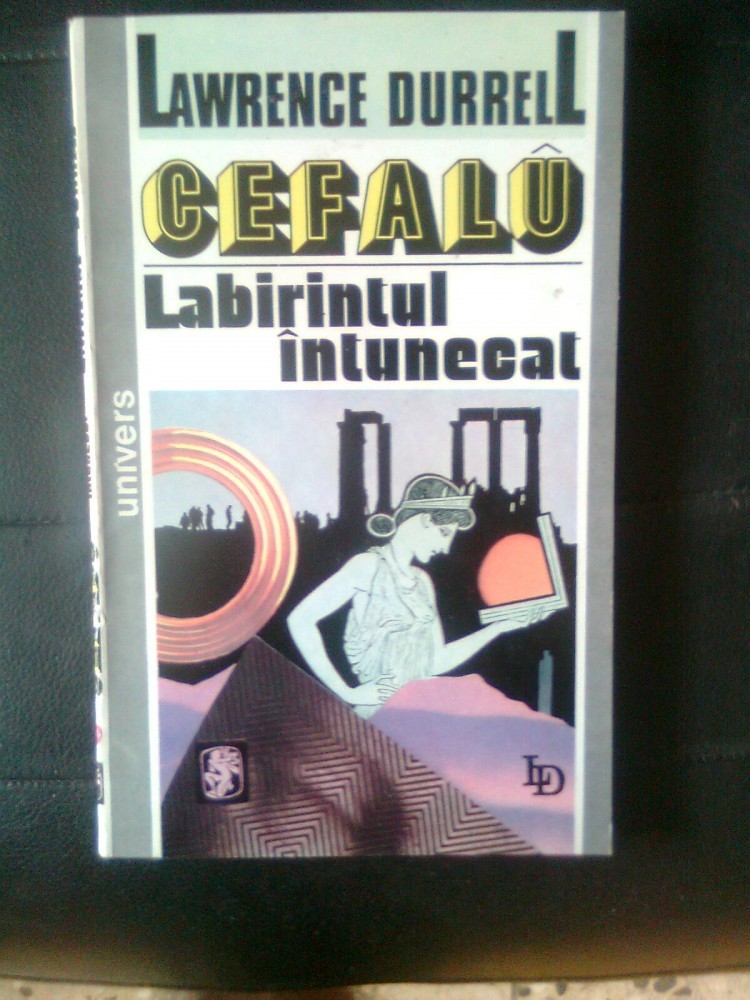 LAWRENCE DURRELL
CEFALÛ
Labirintul
întunecat
univers
LD